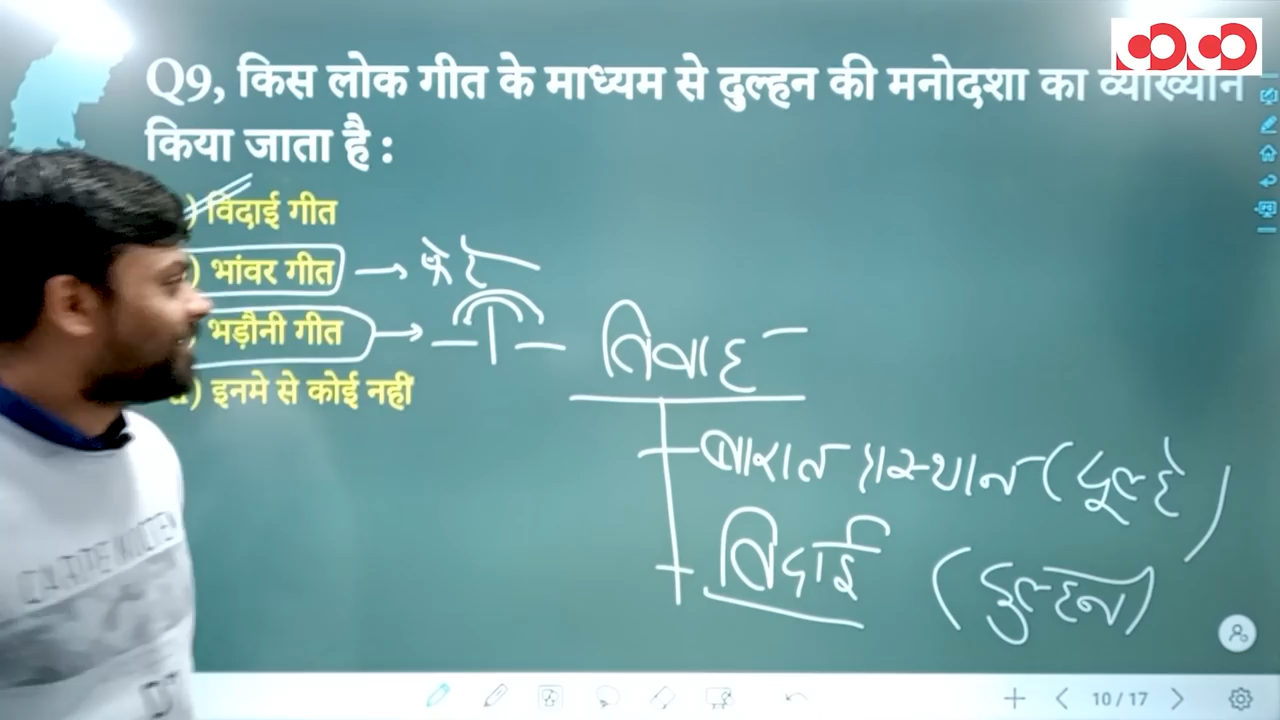 Q9, किस लोक गीत के माध्यम से दुल्हन की मनोदशा का व्याख्यान
किया जाता है :
) विदाई गीत
) भांवर गीत → फेरे
भड़ौनी गीत →
) इनमे से कोई नही
विवाह
बारात प्रस्थान (दूल्हे)
विदाई (दुल्हन)
10 / 17